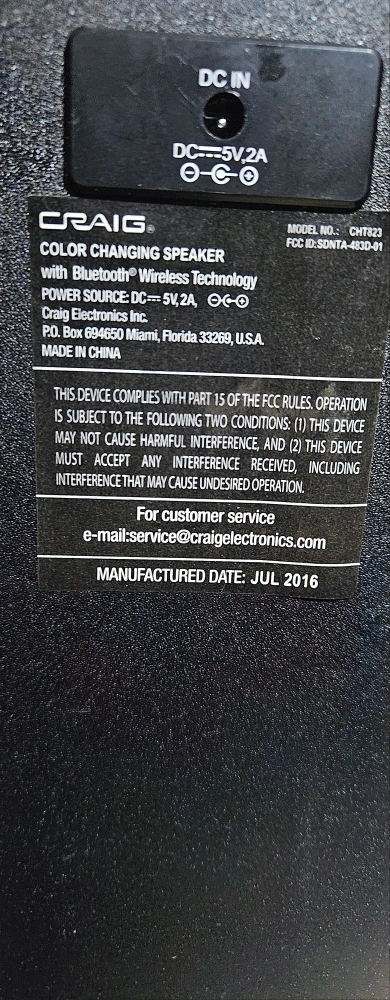 DC IN
DC⎓5V,2A
CRAIG®
MODEL NO.: CHT823
FCC ID:SDNTA-483D-01
COLOR CHANGING SPEAKER
with Bluetooth® Wireless Technology
POWER SOURCE: DC⎓ 5V, 2A,
Craig Electronics Inc.
P.O. Box 694650 Miami, Florida 33269, U.S.A.
MADE IN CHINA
THIS DEVICE COMPLIES WITH PART 15 OF THE FCC RULES. OPERATION
IS SUBJECT TO THE FOLLOWING TWO CONDITIONS: (1) THIS DEVICE
MAY NOT CAUSE HARMFUL INTERFERENCE, AND (2) THIS DEVICE
MUST ACCEPT ANY INTERFERENCE RECEIVED, INCLUDING
INTERFERENCE THAT MAY CAUSE UNDESIRED OPERATION.
For customer service
e-mail:service@craigelectronics.com
MANUFACTURED DATE: JUL 2016